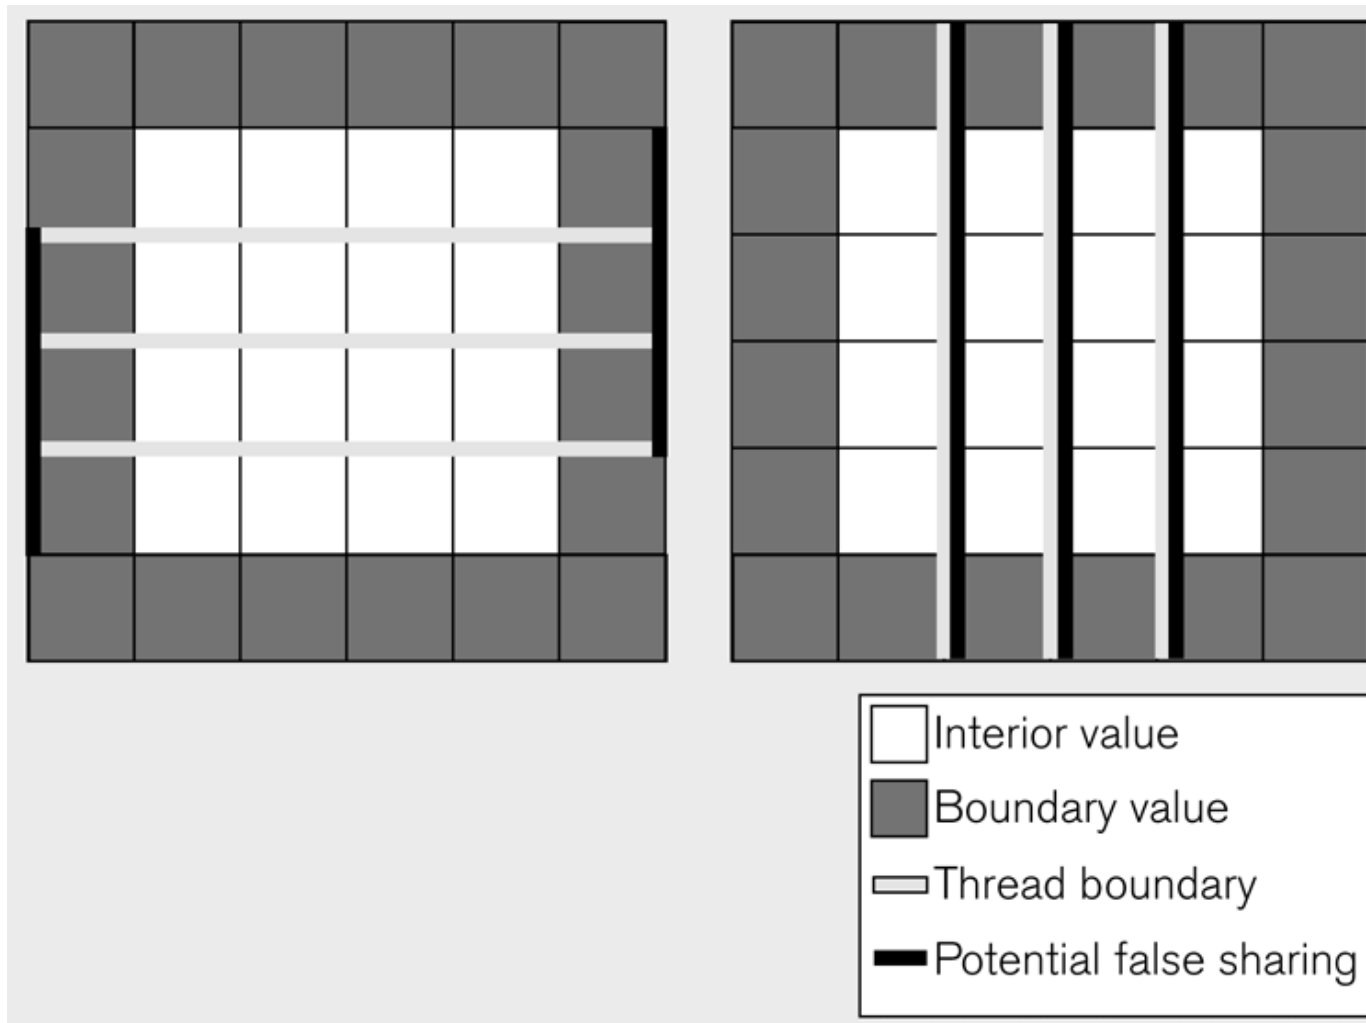 Interior value
Boundary value
Thread boundary
Potential false sharing